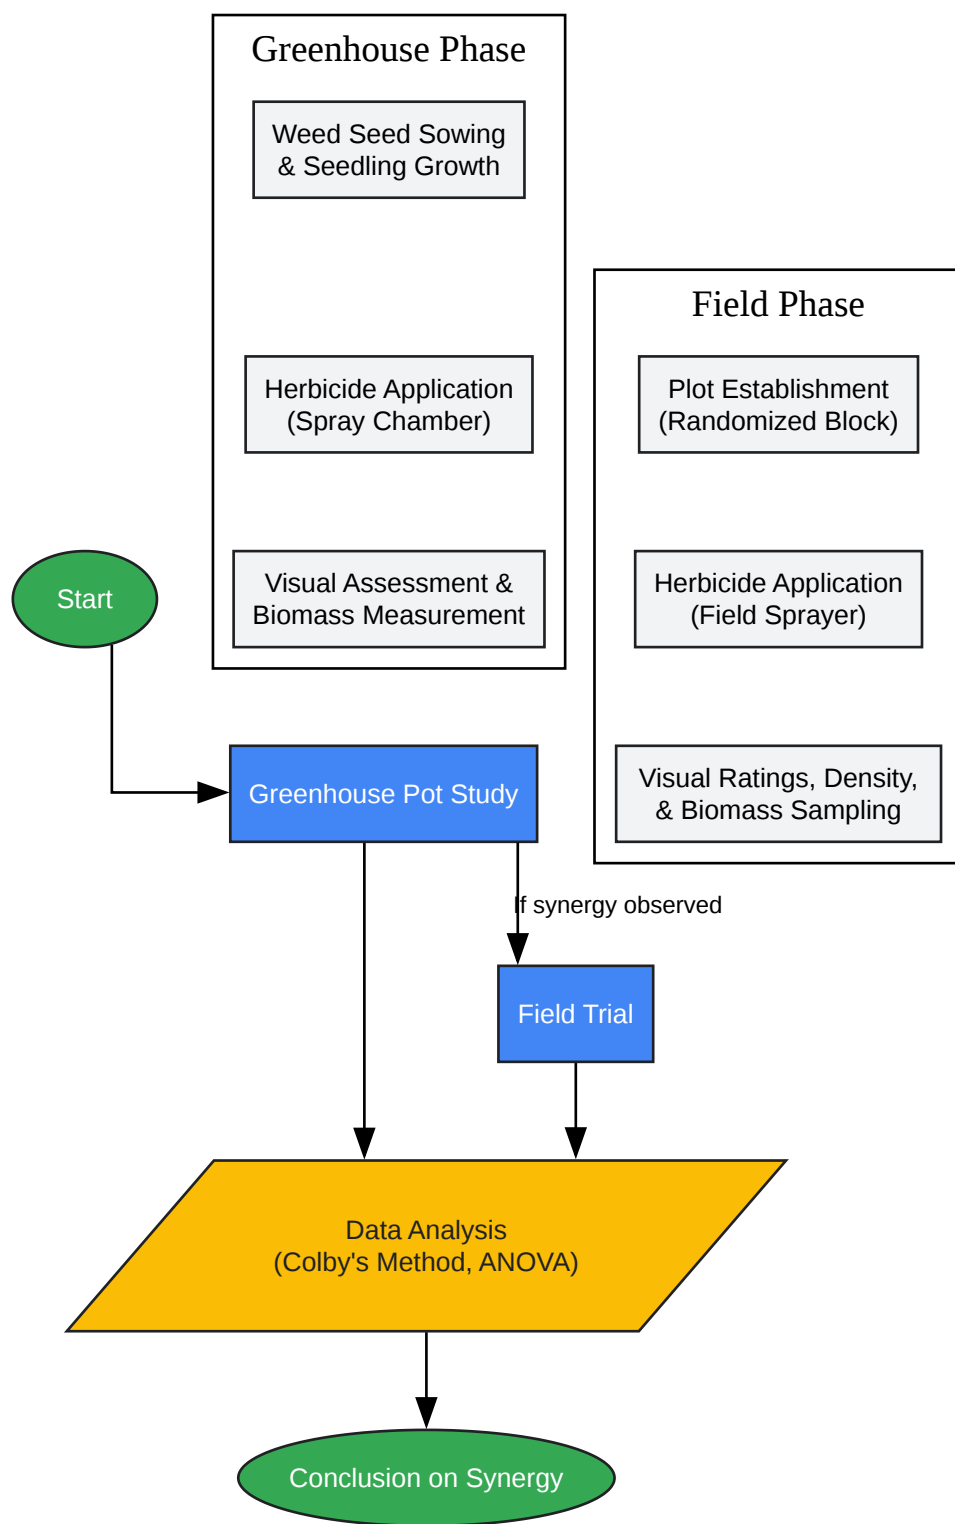 Greenhouse Phase
Weed Seed Sowing
& Seedling Growth
Herbicide Application
(Spray Chamber)
Visual Assessment &
Biomass Measurement
Field Phase
Plot Establishment
(Randomized Block)
Herbicide Application
(Field Sprayer)
Visual Ratings, Density,
& Biomass Sampling
Start
Greenhouse Pot Study
If synergy observed
Field Trial
Data Analysis
(Colby's Method, ANOVA)
Conclusion on Synergy